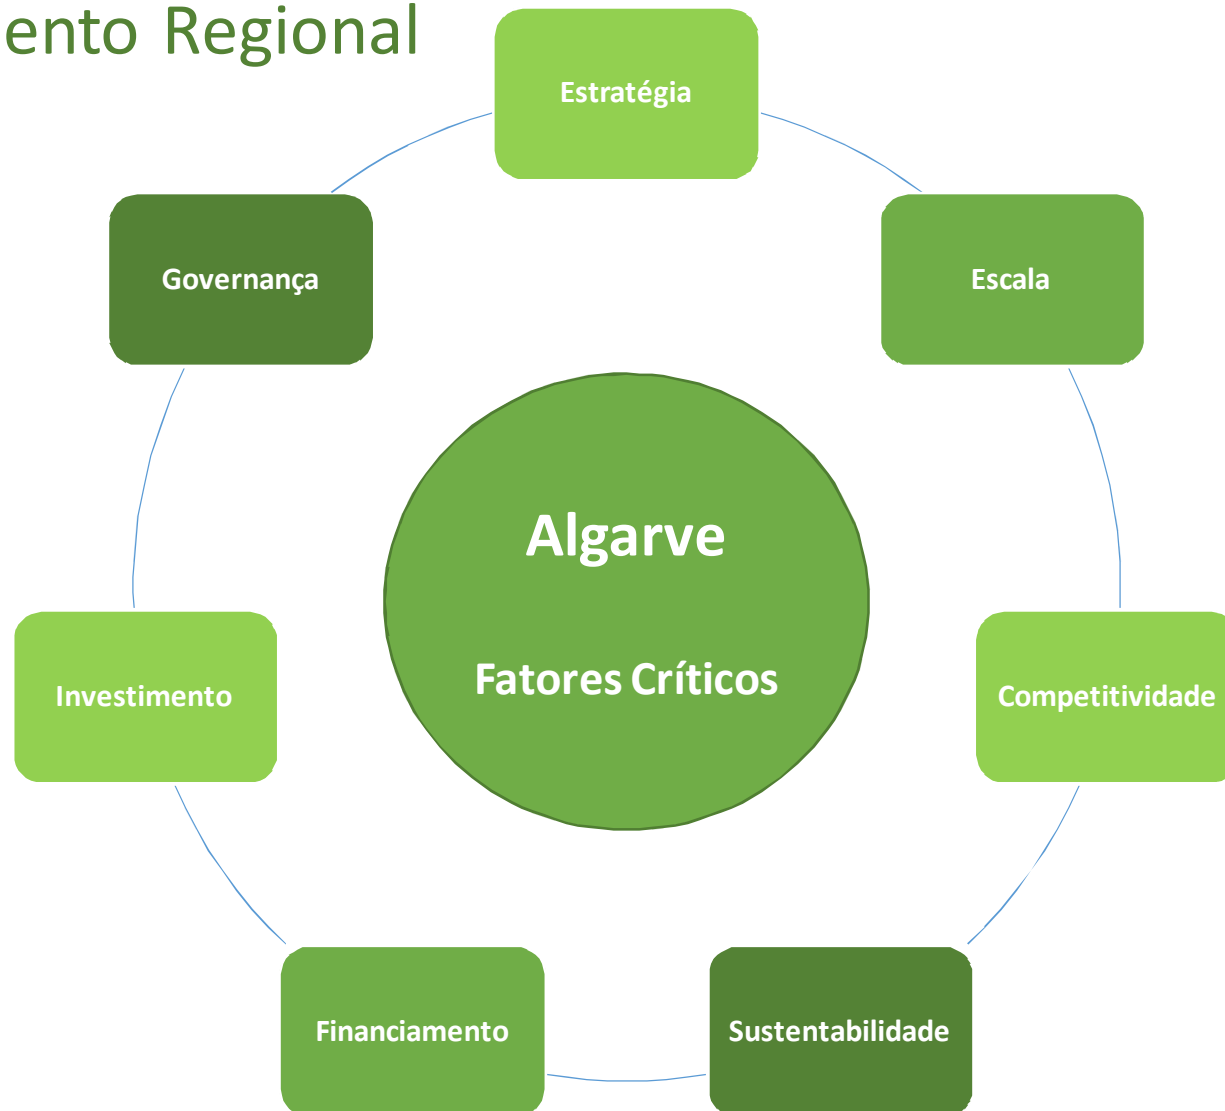 ento Regional
Estratégia
Governança
Escala
Algarve
Fatores Críticos
Investimento
Competitividade
Financiamento
Sustentabilidade